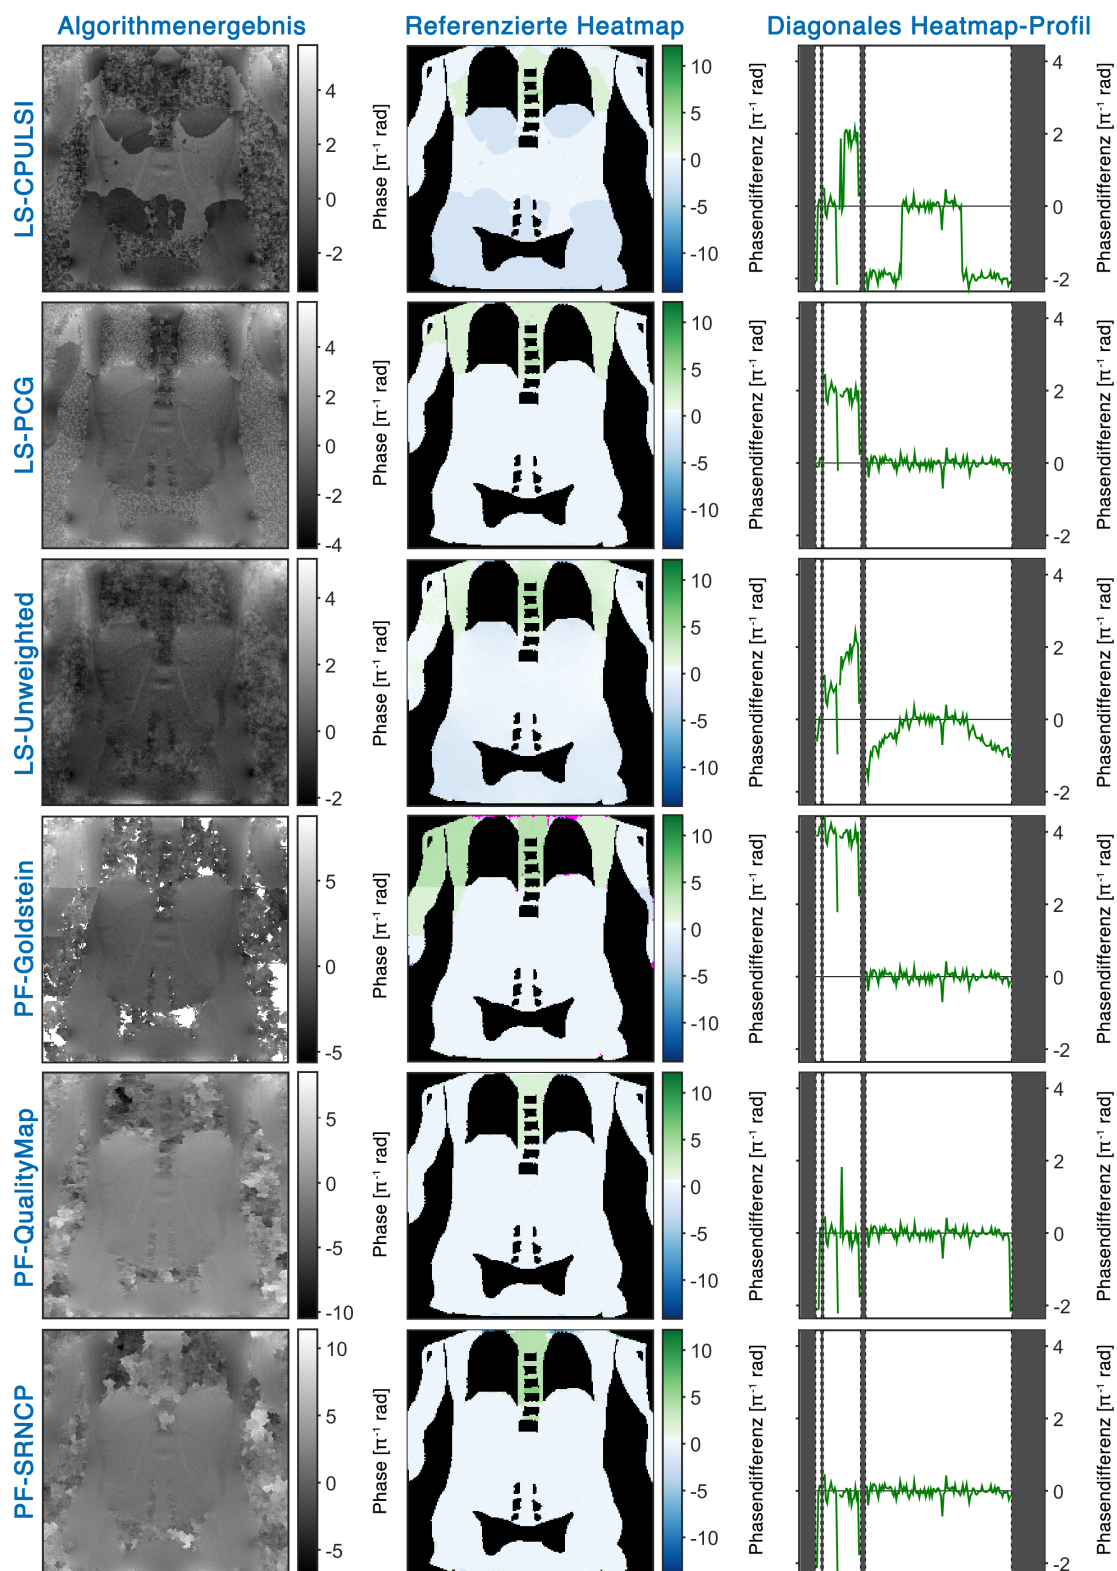 Algorithmenergebnis
Referenzierte Heatmap
Diagonales Heatmap-Profil
LS-CPULSI
4
2
0
-2
Phase [π⁻¹ rad]
10
5
0
-5
-10
Phasendifferenz [π⁻¹ rad]
4
2
0
-2
Phasendifferenz [π⁻¹ rad]
LS-PCG
4
2
0
-2
-4
Phase [π⁻¹ rad]
10
5
0
-5
-10
Phasendifferenz [π⁻¹ rad]
4
2
0
-2
Phasendifferenz [π⁻¹ rad]
LS-Unweighted
4
2
0
-2
Phase [π⁻¹ rad]
10
5
0
-5
-10
Phasendifferenz [π⁻¹ rad]
4
2
0
-2
Phasendifferenz [π⁻¹ rad]
PF-Goldstein
5
0
-5
Phase [π⁻¹ rad]
10
5
0
-5
-10
Phasendifferenz [π⁻¹ rad]
4
2
0
-2
Phasendifferenz [π⁻¹ rad]
PF-QualityMap
5
0
-5
-10
Phase [π⁻¹ rad]
10
5
0
-5
-10
Phasendifferenz [π⁻¹ rad]
4
2
0
-2
Phasendifferenz [π⁻¹ rad]
PF-SRNCP
10
5
0
-5
Phase [π⁻¹ rad]
10
5
0
-5
-10
Phasendifferenz [π⁻¹ rad]
4
2
0
-2
Phasendifferenz [π⁻¹ rad]